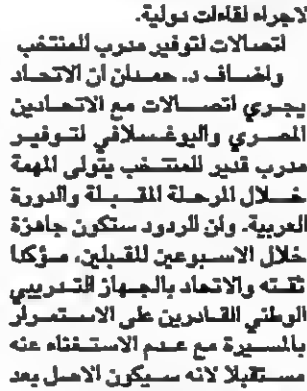 لاجراء لقاءات دولية.
اتصالات لتوفير مدرب للمنتخب
واضاف د. حمدان ان الاتحاد
يجري اتصالات مع الاتحادين
المصري واليوغسلافي لتوفير
مدرب قدير للمنتخب يتولى المهمة
خلال المرحلة المقبلة والدورة
العربية. وان الردود ستكون جاهزة
خلال الاسبوعين المقبلين، مؤكدا
ثقته والاتحاد بالجهاز التدريبي
الوطني القادرين على الاستمرار
بالمسيرة مع عدم الاستغناء عنه
مستقبلا لانه سيكون الاصل بعد